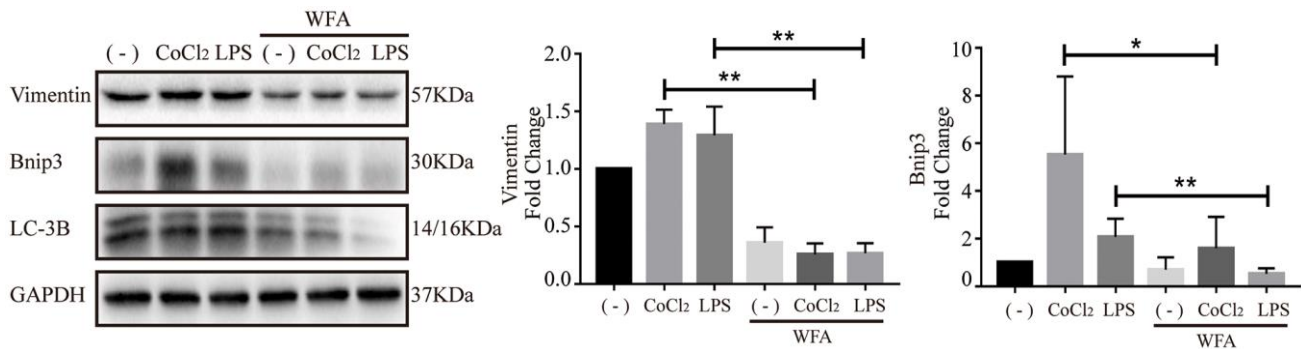 WFA
(-) CoCl₂ LPS (-) CoCl₂ LPS
Vimentin 57KDa
Bnip3 30KDa
LC-3B 14/16KDa
GAPDH 37KDa
Vimentin
Fold Change
2.0
1.5
1.0
0.5
0.0
**
**
(-) CoCl₂ LPS (-) CoCl₂ LPS
WFA
Bnip3
Fold Change
10
8
6
4
2
0
*
**
(-) CoCl₂ LPS (-) CoCl₂ LPS
WFA